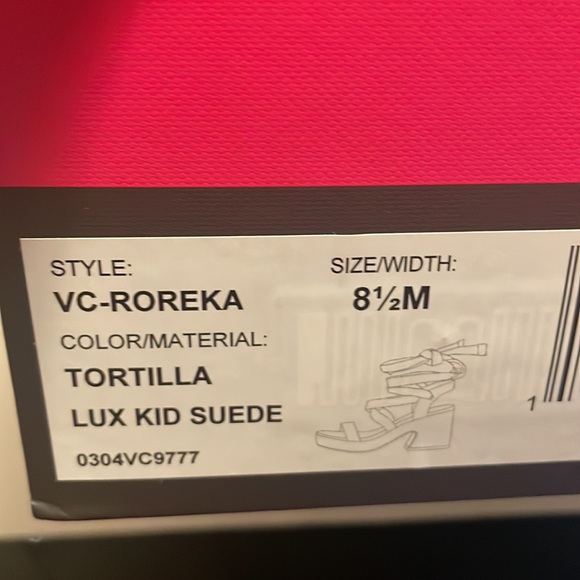 STYLE:
VC-ROREKA
SIZE/WIDTH:
8½M
COLOR/MATERIAL:
TORTILLA
LUX KID SUEDE
0304VC9777
1